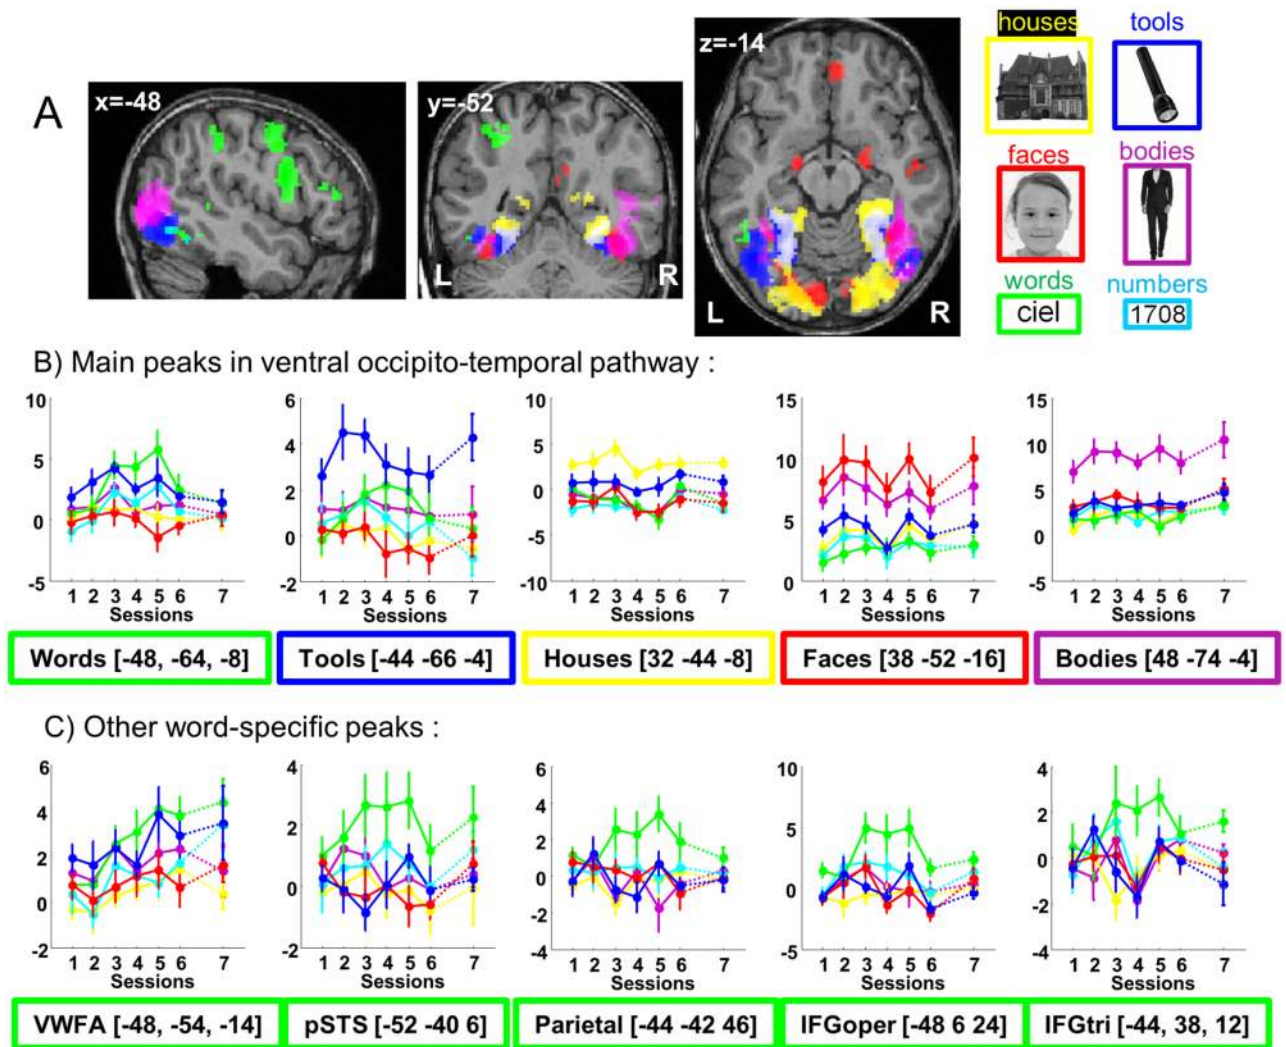 A
x=-48
y=-52
L
R
z=-14
L
R
houses
tools
faces
bodies
words
numbers
ciel
1708
B) Main peaks in ventral occipito-temporal pathway :
10
5
0
-5
1 2 3 4 5 6 7
Sessions
6
4
2
0
-2
1 2 3 4 5 6 7
Sessions
10
5
0
-5
-10
1 2 3 4 5 6 7
Sessions
15
10
5
0
1 2 3 4 5 6 7
Sessions
15
10
5
0
-5
1 2 3 4 5 6 7
Sessions
Words [-48, -64, -8]
Tools [-44 -66 -4]
Houses [32 -44 -8]
Faces [38 -52 -16]
Bodies [48 -74 -4]
C) Other word-specific peaks :
6
4
2
0
-2
1 2 3 4 5 6 7
Sessions
4
2
0
-2
1 2 3 4 5 6 7
Sessions
6
4
2
0
-2
-4
1 2 3 4 5 6 7
Sessions
10
5
0
-5
1 2 3 4 5 6 7
Sessions
4
2
0
-2
-4
1 2 3 4 5 6 7
Sessions
VWFA [-48, -54, -14]
pSTS [-52 -40 6]
Parietal [-44 -42 46]
IFGoper [-48 6 24]
IFGtri [-44, 38, 12]